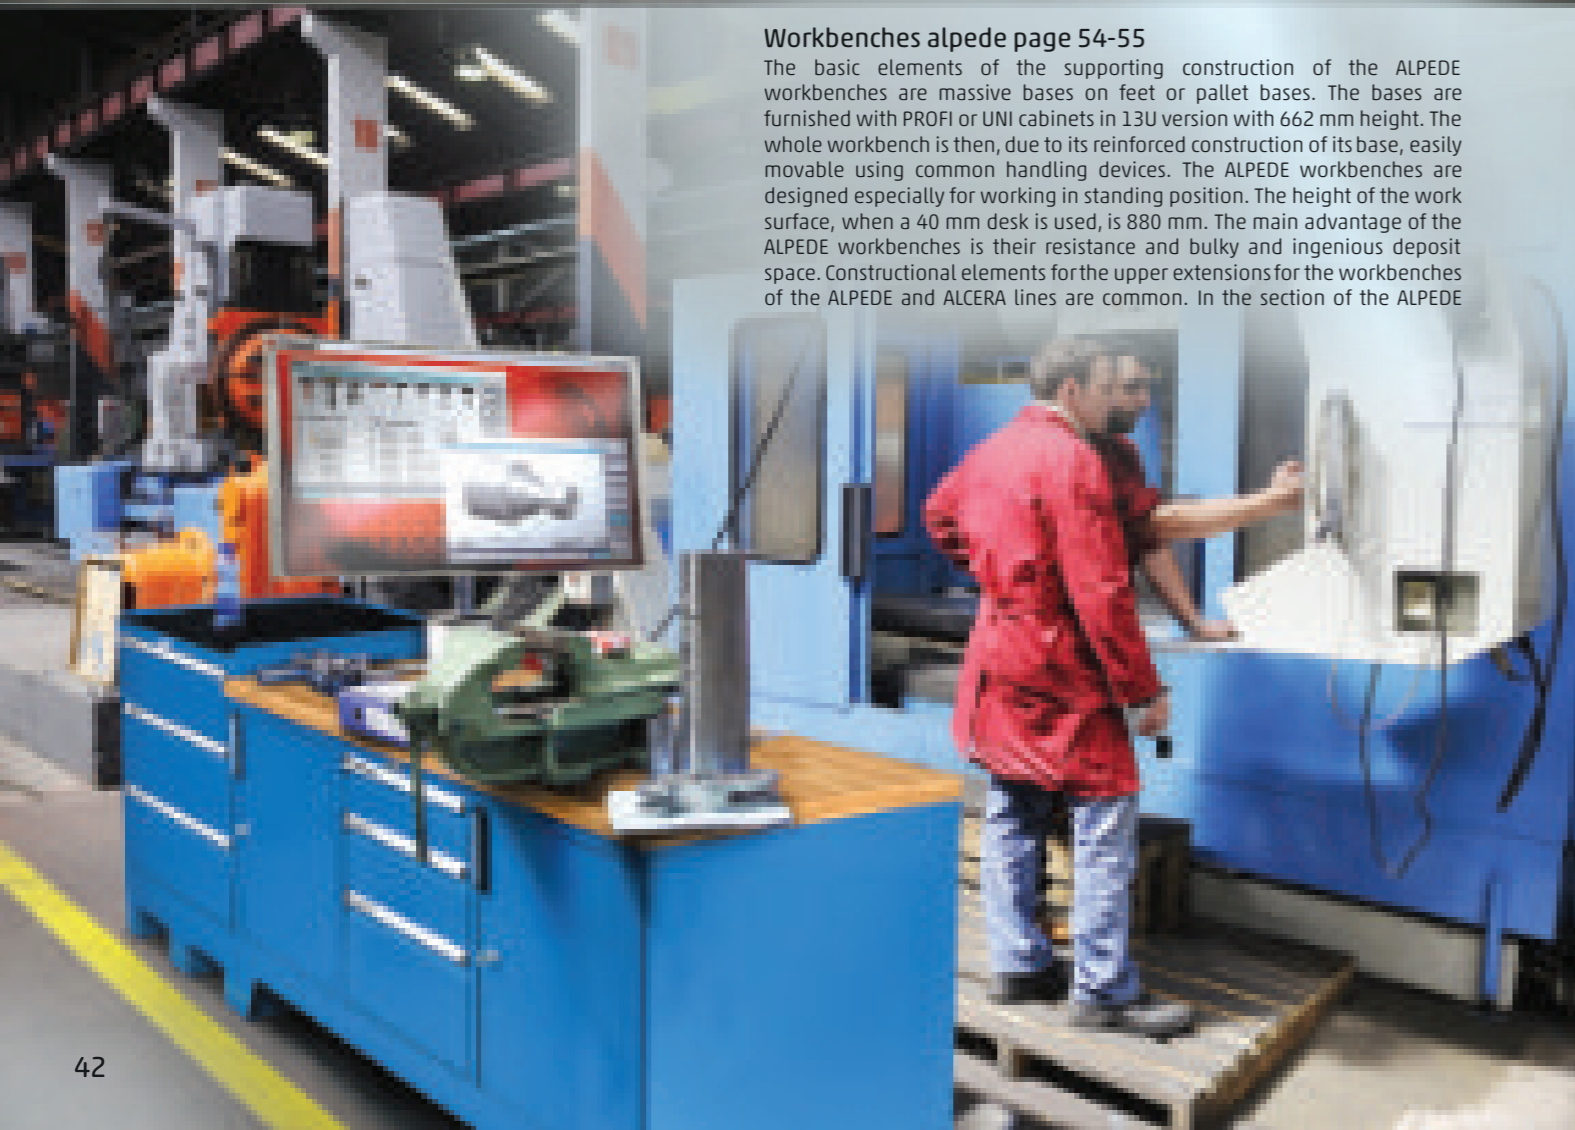 Workbenches alpede page 54-55
The basic elements of the supporting construction of the ALPEDE
workbenches are massive bases on feet or pallet bases. The bases are
furnished with PROFI or UNI cabinets in 13U version with 662 mm height. The
whole workbench is then, due to its reinforced construction of its base, easily
movable using common handling devices. The ALPEDE workbenches are
designed especially for working in standing position. The height of the work
surface, when a 40 mm desk is used, is 880 mm. The main advantage of the
ALPEDE workbenches is their resistance and bulky and ingenious deposit
space. Constructional elements for the upper extensions for the workbenches
of the ALPEDE and ALCERA lines are common. In the section of the ALPEDE
42